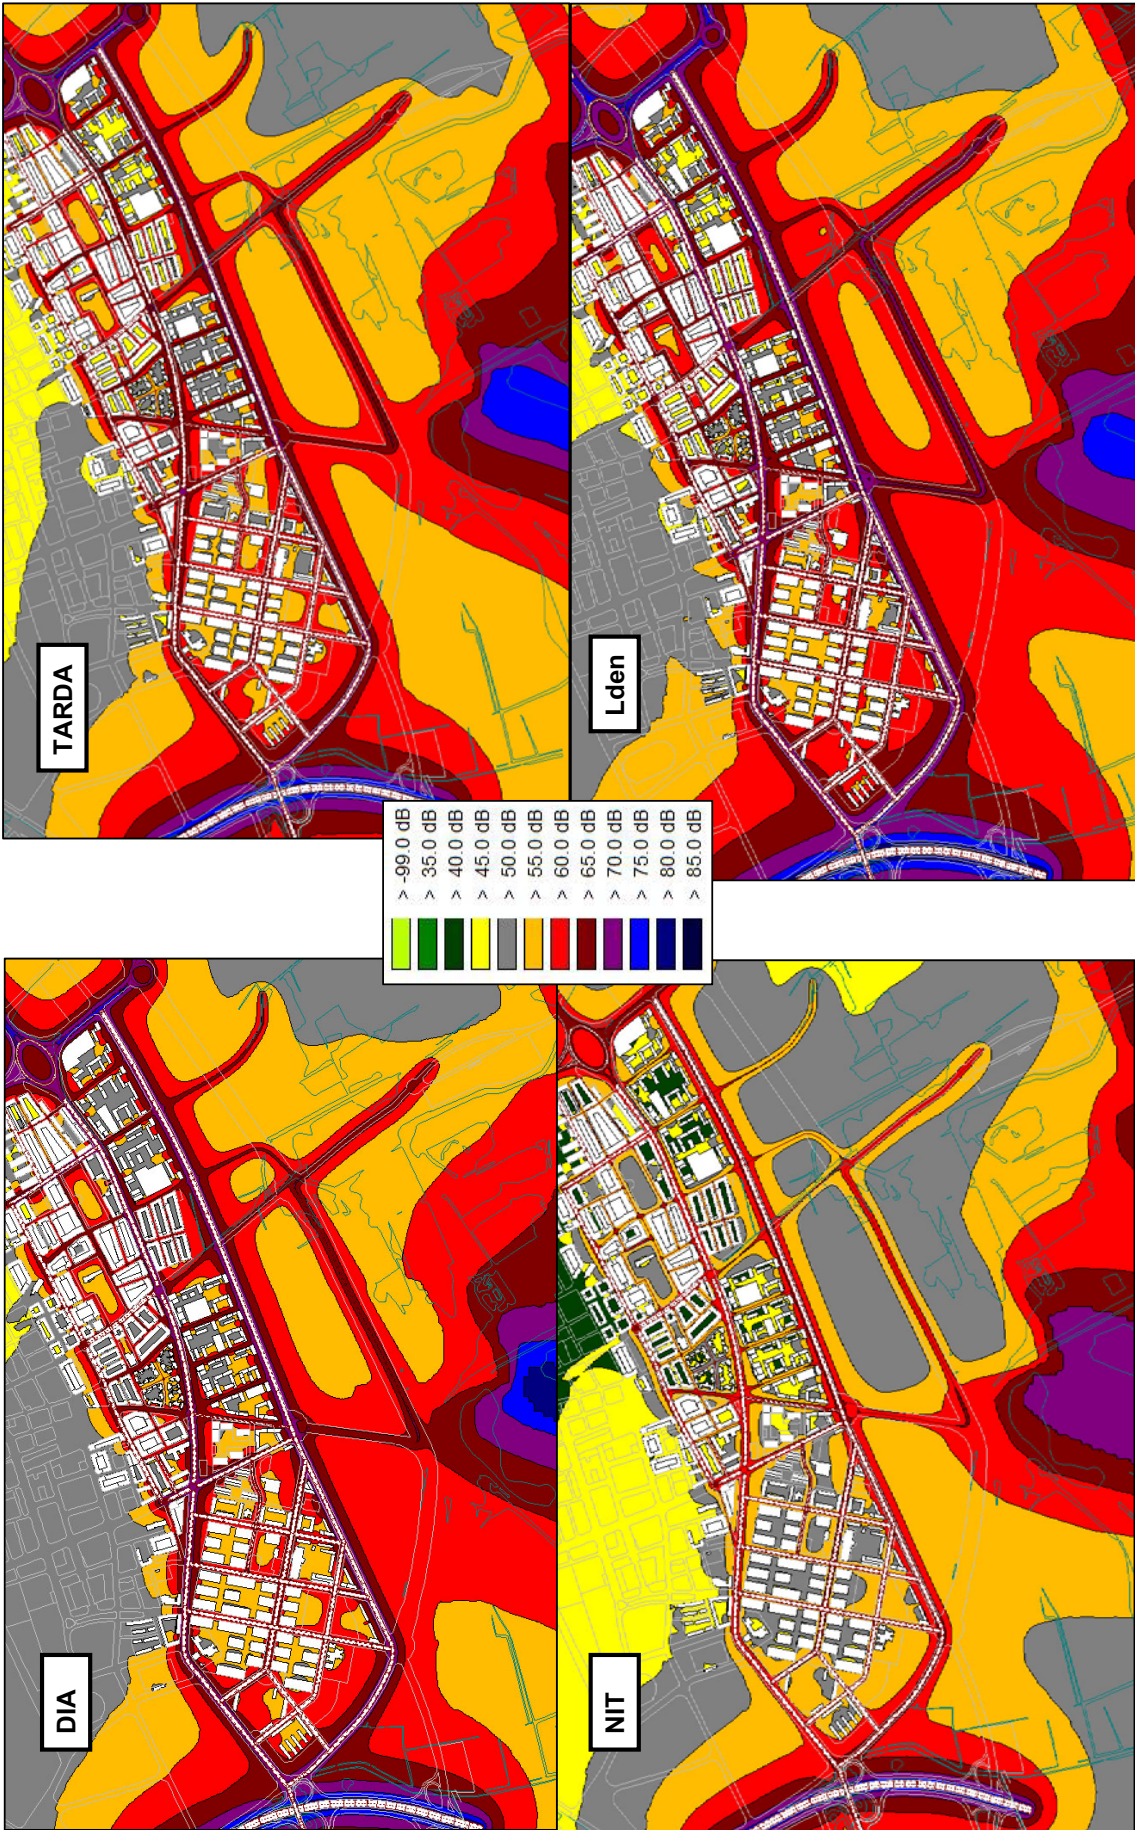 DIA
TARDA
> -99.0 dB
> 35.0 dB
> 40.0 dB
> 45.0 dB
> 50.0 dB
> 55.0 dB
> 60.0 dB
> 65.0 dB
> 70.0 dB
> 75.0 dB
> 80.0 dB
> 85.0 dB
NIT
Lden